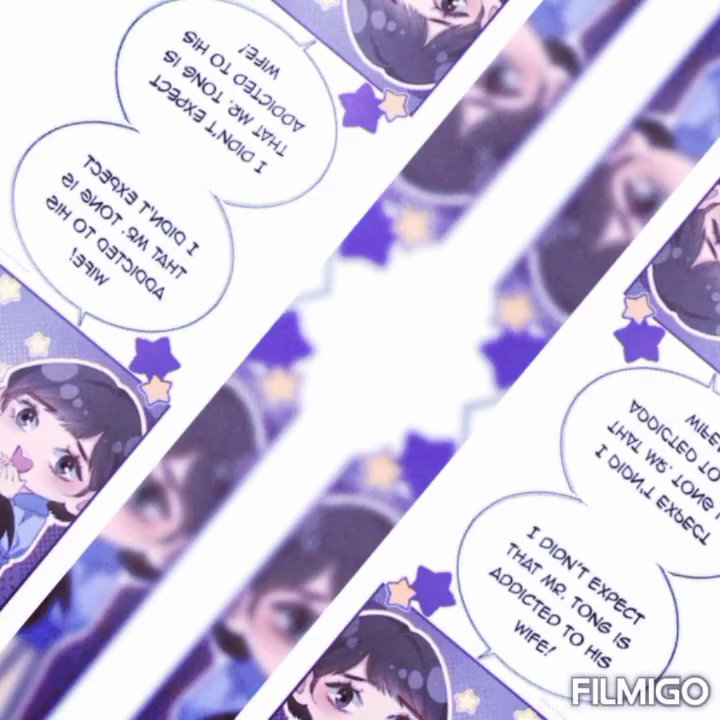 I DIDN'T EXPECT
THAT MR. TONG IS
ADDICTED TO HIS
WIFE!
I DIDN'T EXPECT
THAT MR. TONG IS
ADDICTED TO HIS
WIFE!
I DIDN'T EXPECT
THAT MR. TONG
ADDICTED TO
WIFE
I DIDN'T EXPECT
THAT MR. TONG IS
ADDICTED TO HIS
WIFE!
FILMIGO